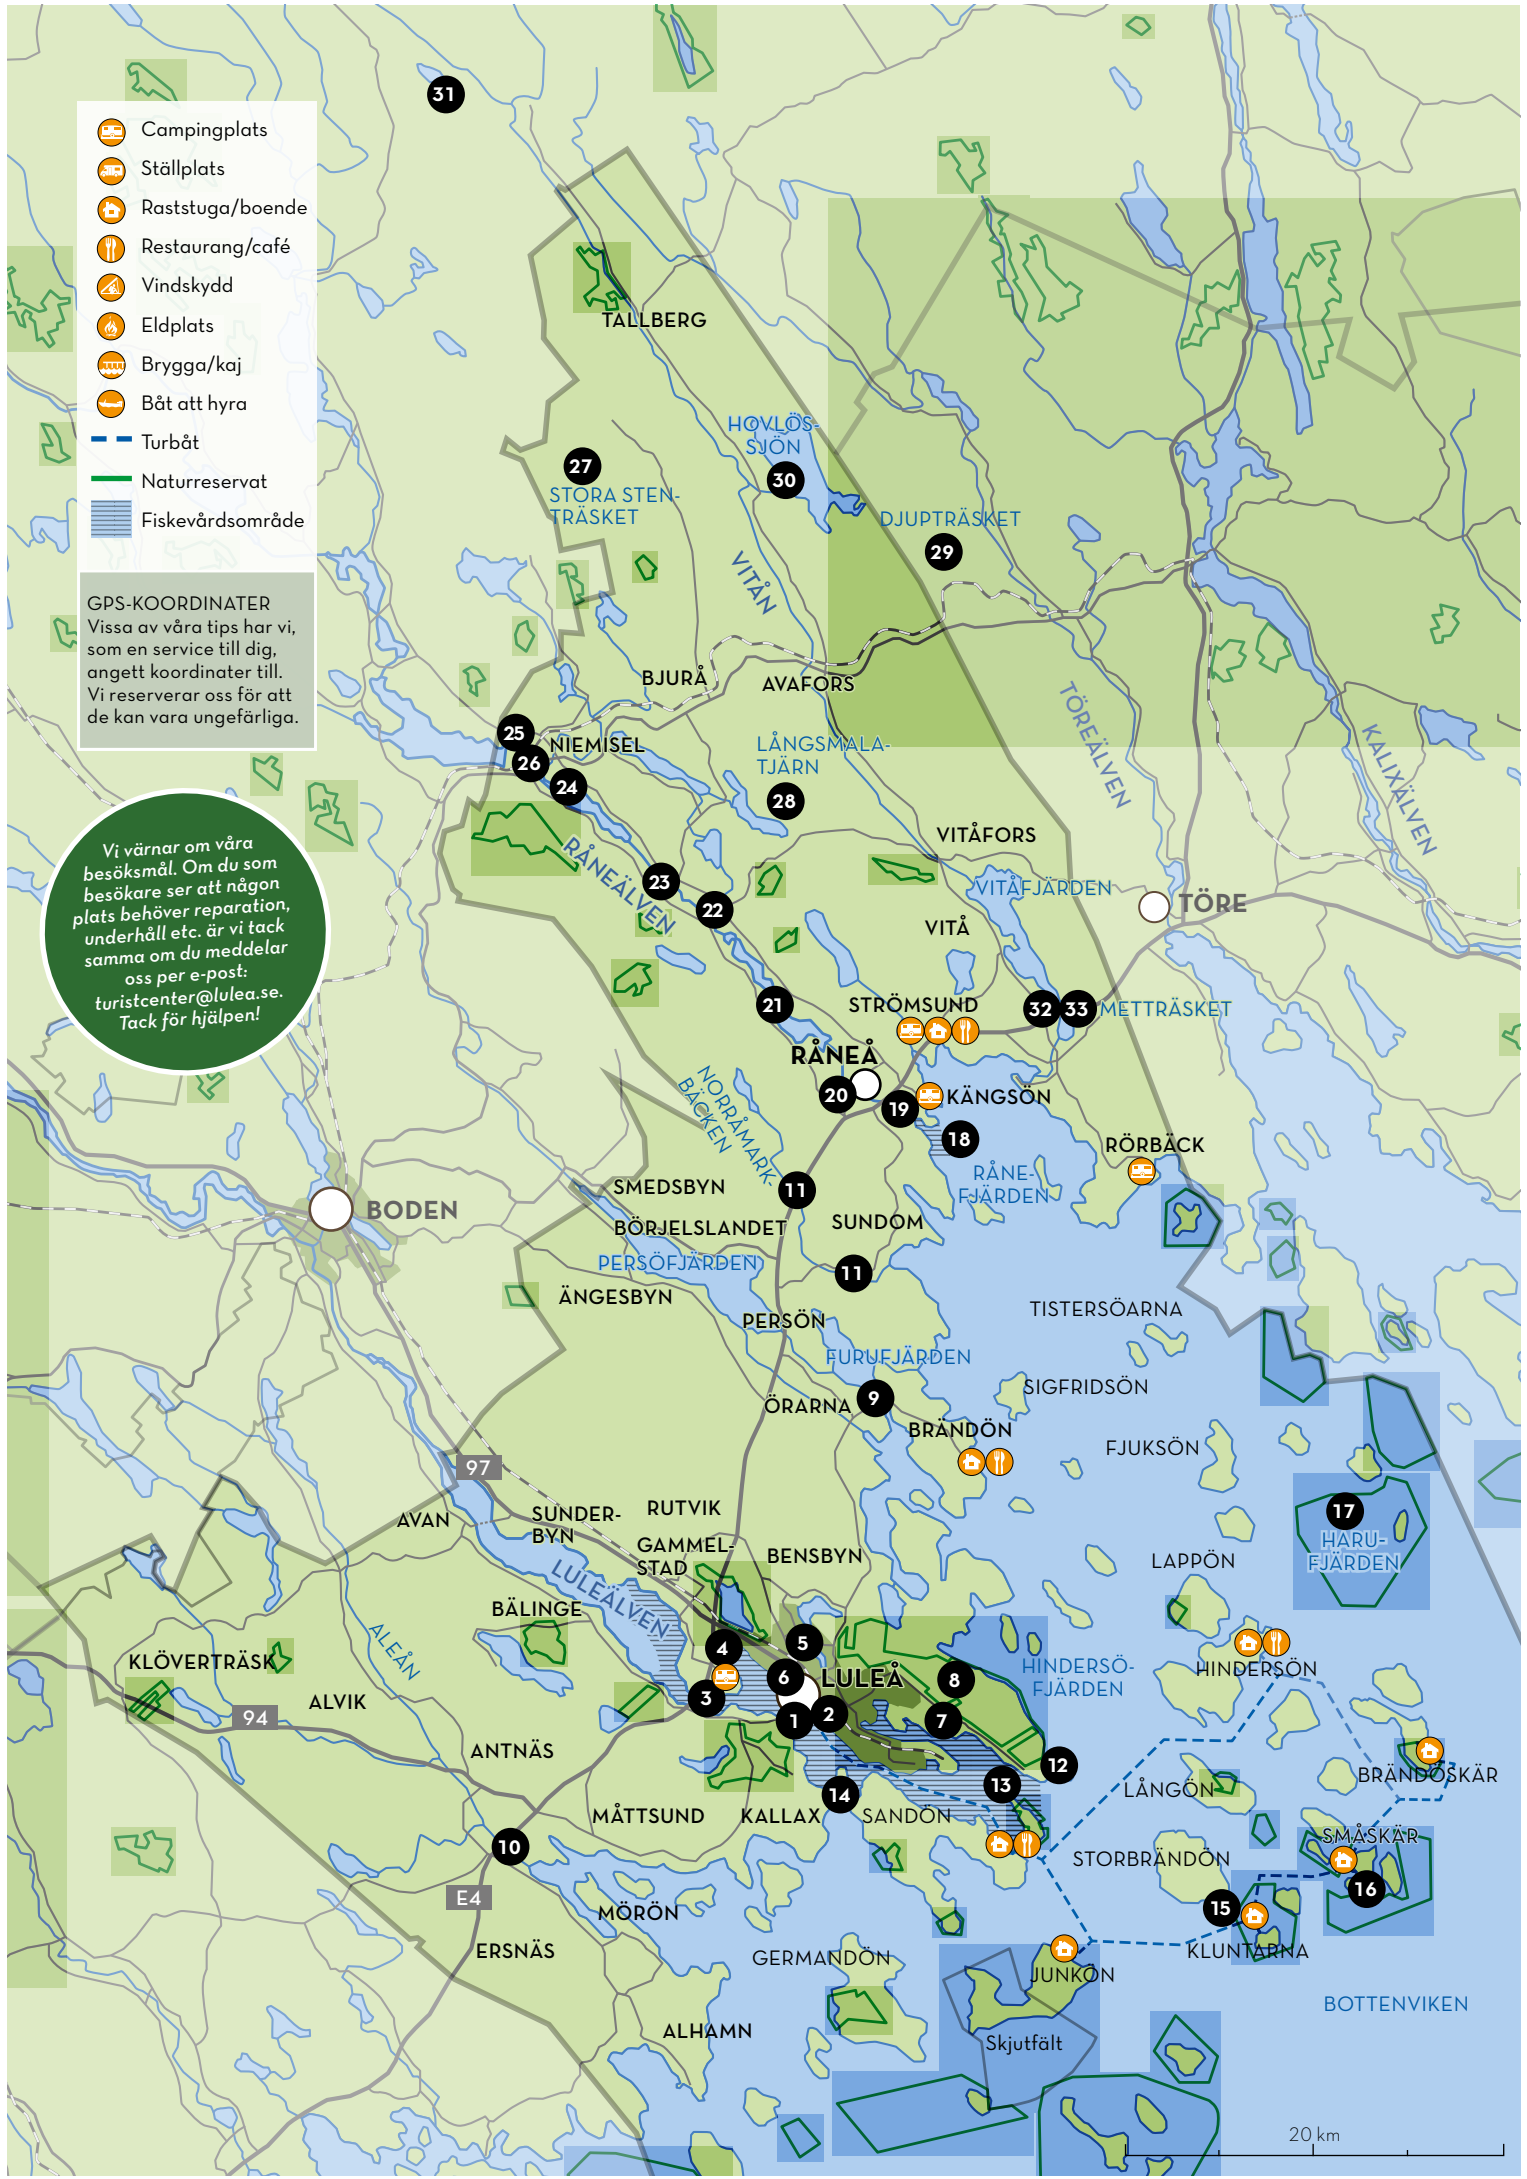 31
Campingplats
Ställplats
Raststuga/boende
Restaurang/café
Vindskydd
Eldplats
Brygga/kaj
Båt att hyra
Turbåt
Naturreservat
Fiskevårdsområde
GPS-KOORDINATER
Vissa av våra tips har vi,
som en service till dig,
angett koordinater till.
Vi reserverar oss för att
de kan vara ungefärliga.
Vi värnar om våra
besöksmål. Om du som
besökare ser att någon
plats behöver reparation,
underhåll etc. är vi tack
samma om du meddelar
oss per e-post:
turistcenter@lulea.se.
Tack för hjälpen!
TALLBERG
HOVLÖS-
SJÖN
30
27
STORA STEN-
TRÄSKET
DJUPTRÄSKET
29
VITÅN
BJURÅ
AVAFORS
TÖREÄLVEN
KALIXÄLVEN
25
NIEMISEL
26
24
LÅNGSMALA-
TJÄRN
28
VITÅFORS
RÅNEÄLVEN
23
22
VITÅFJÄRDEN
TÖRE
VITÅ
21
STRÖMSUND
32
33
METTRÄSKET
RÅNEÅ
20
19
KÄNGSÖN
18
NORRÅMARK-
BÄCKEN
RÖRBÄCK
RÅNE-
FJÄRDEN
SMEDSBYN
11
BODEN
BÖRJELSLANDET
SUNDOM
PERSÖFJÄRDEN
11
ÄNGESBYN
TISTERSÖARNA
PERSÖN
FURUFJÄRDEN
SIGFRIDSÖN
ÖRARNA
9
BRÄNDÖN
FJUKSÖN
97
AVAN
SUNDER-
BYN
RUTVIK
17
HARU-
FJÄRDEN
GAMMEL-
STAD
BENSBYN
LAPPÖN
LULEÄLVEN
BÄLINGE
ALEÅN
KLÖVERTRÄSK
4
5
6
LULEÅ
3
1
2
8
7
HINDERSÖ-
FJÄRDEN
HINDERSÖN
ALVIK
94
ANTNÄS
12
13
14
BRÄNDÖSKÄR
LÅNGÖN
MÅTTSUND
KALLAX
SANDÖN
10
SMÅSKÄR
STORBRÄNDÖN
16
15
E4
MÖRÖN
ERSNÄS
GERMANDÖN
KLUNTARNA
JUNKÖN
BOTTENVIKEN
ALHAMN
Skjutfält
20 km